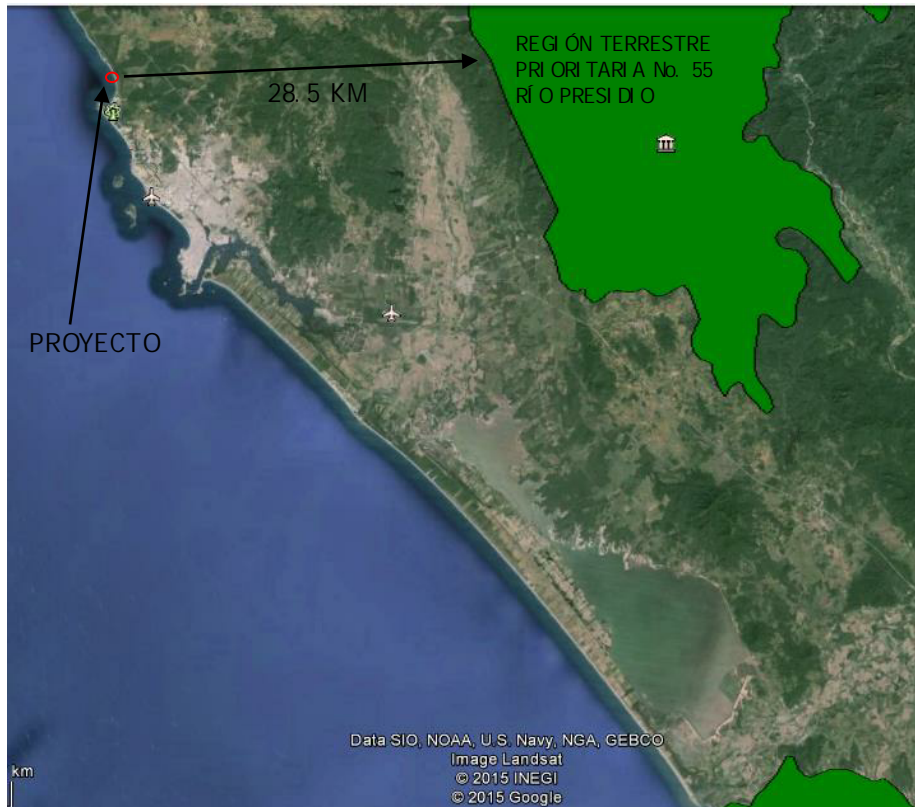 REGIÓN TERRESTRE
PRIORITARIA No. 55
RÍO PRESIDIO
28.5 KM
PROYECTO
Data SIO, NOAA, U.S. Navy, NGA, GEBCO
Image Landsat
© 2015 INEGI
© 2015 Google
km